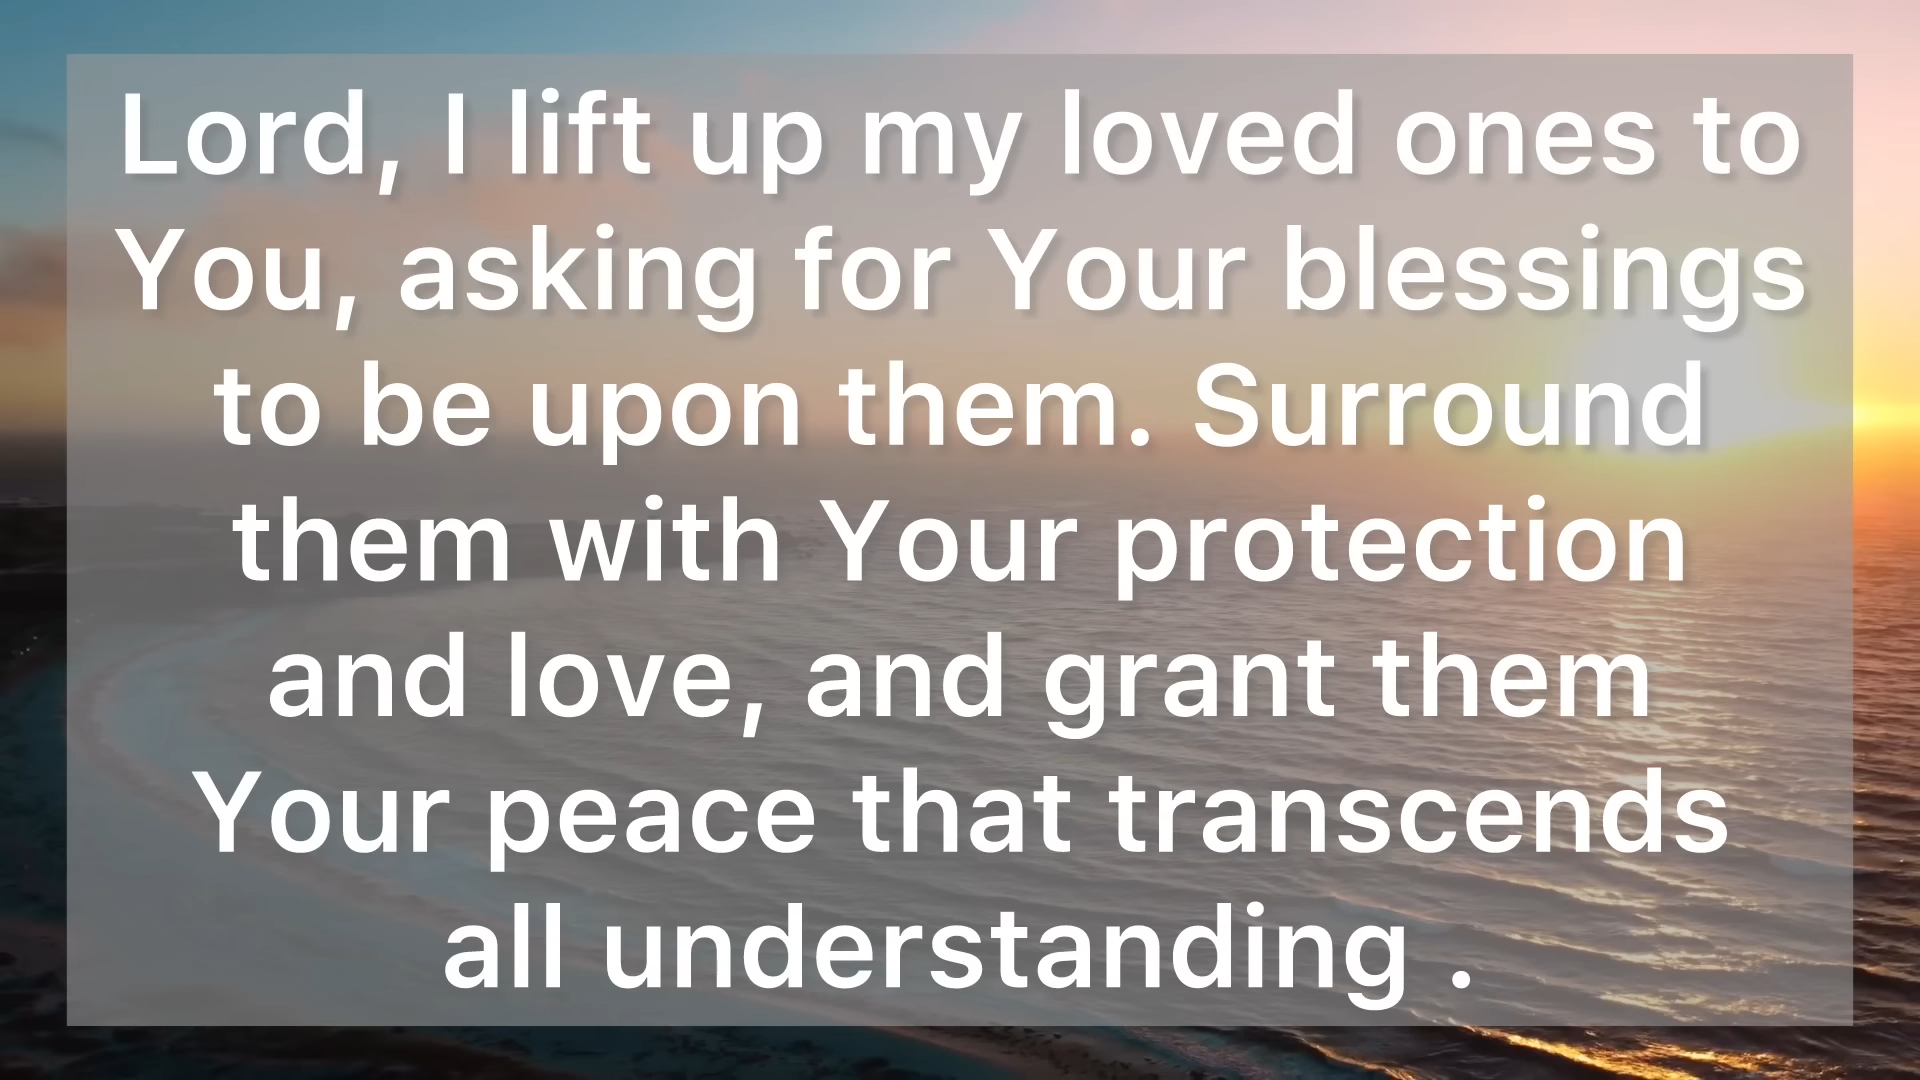 Lord, I lift up my loved ones to
You, asking for Your blessings
to be upon them. Surround
them with Your protection
and love, and grant them
Your peace that transcends
all understanding .